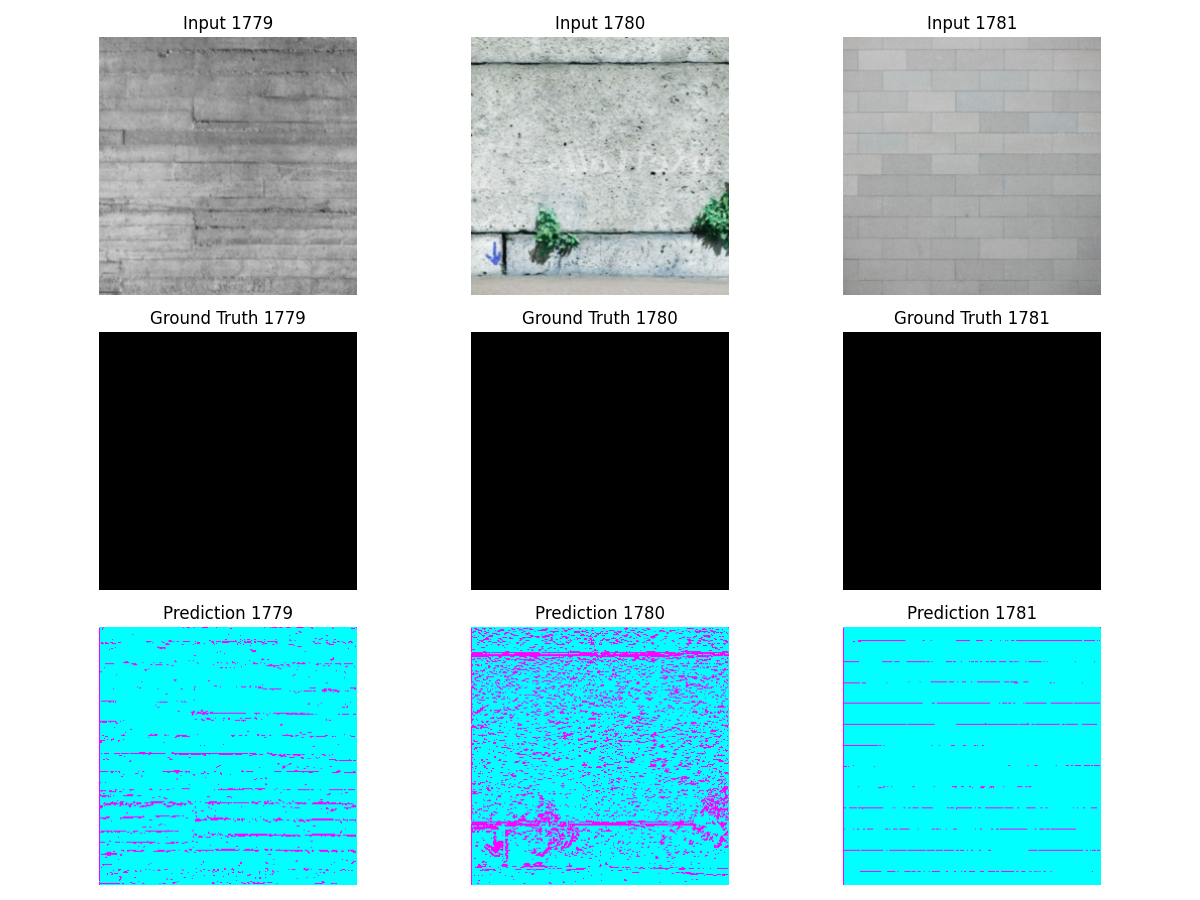 Input 1779
Input 1780
Input 1781
Ground Truth 1779
Ground Truth 1780
Ground Truth 1781
Prediction 1779
Prediction 1780
Prediction 1781